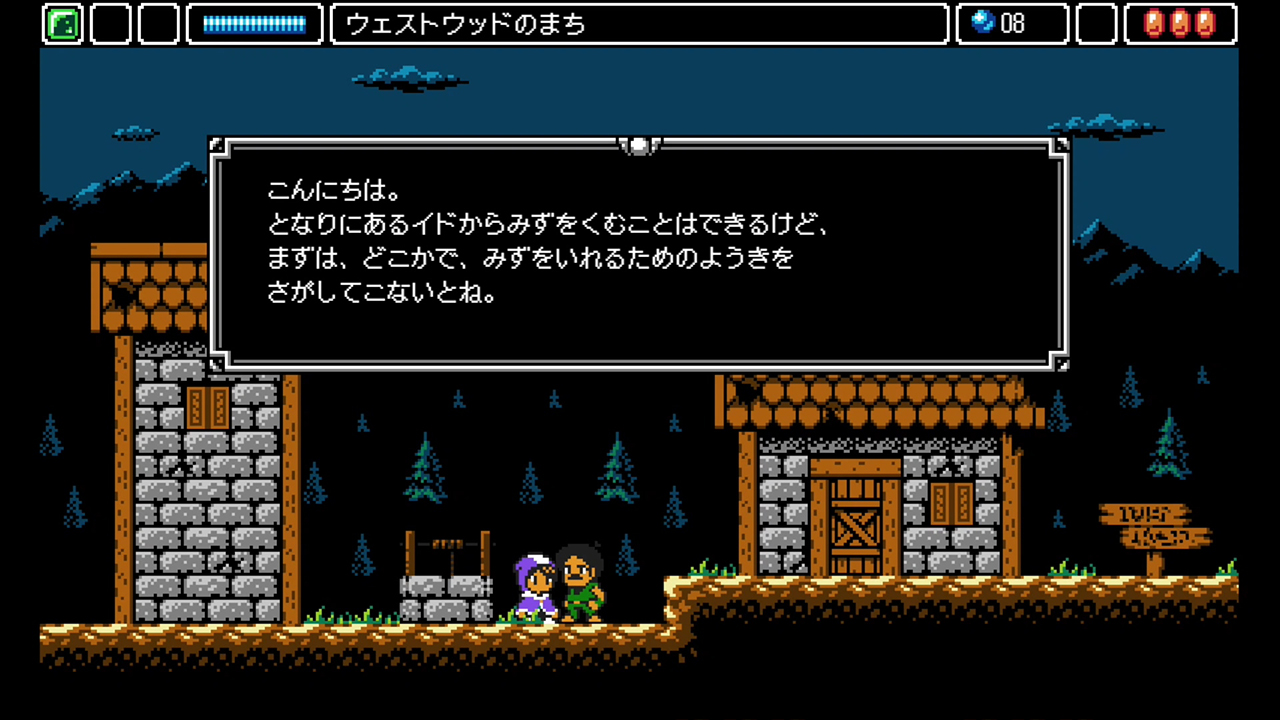 ウェストウッドのまち
08
こんにちは。
となりにあるイドからみずをくむことはできるけど、
まずは、どこかで、みずをいれるためのようきを
さがしてこないとね。